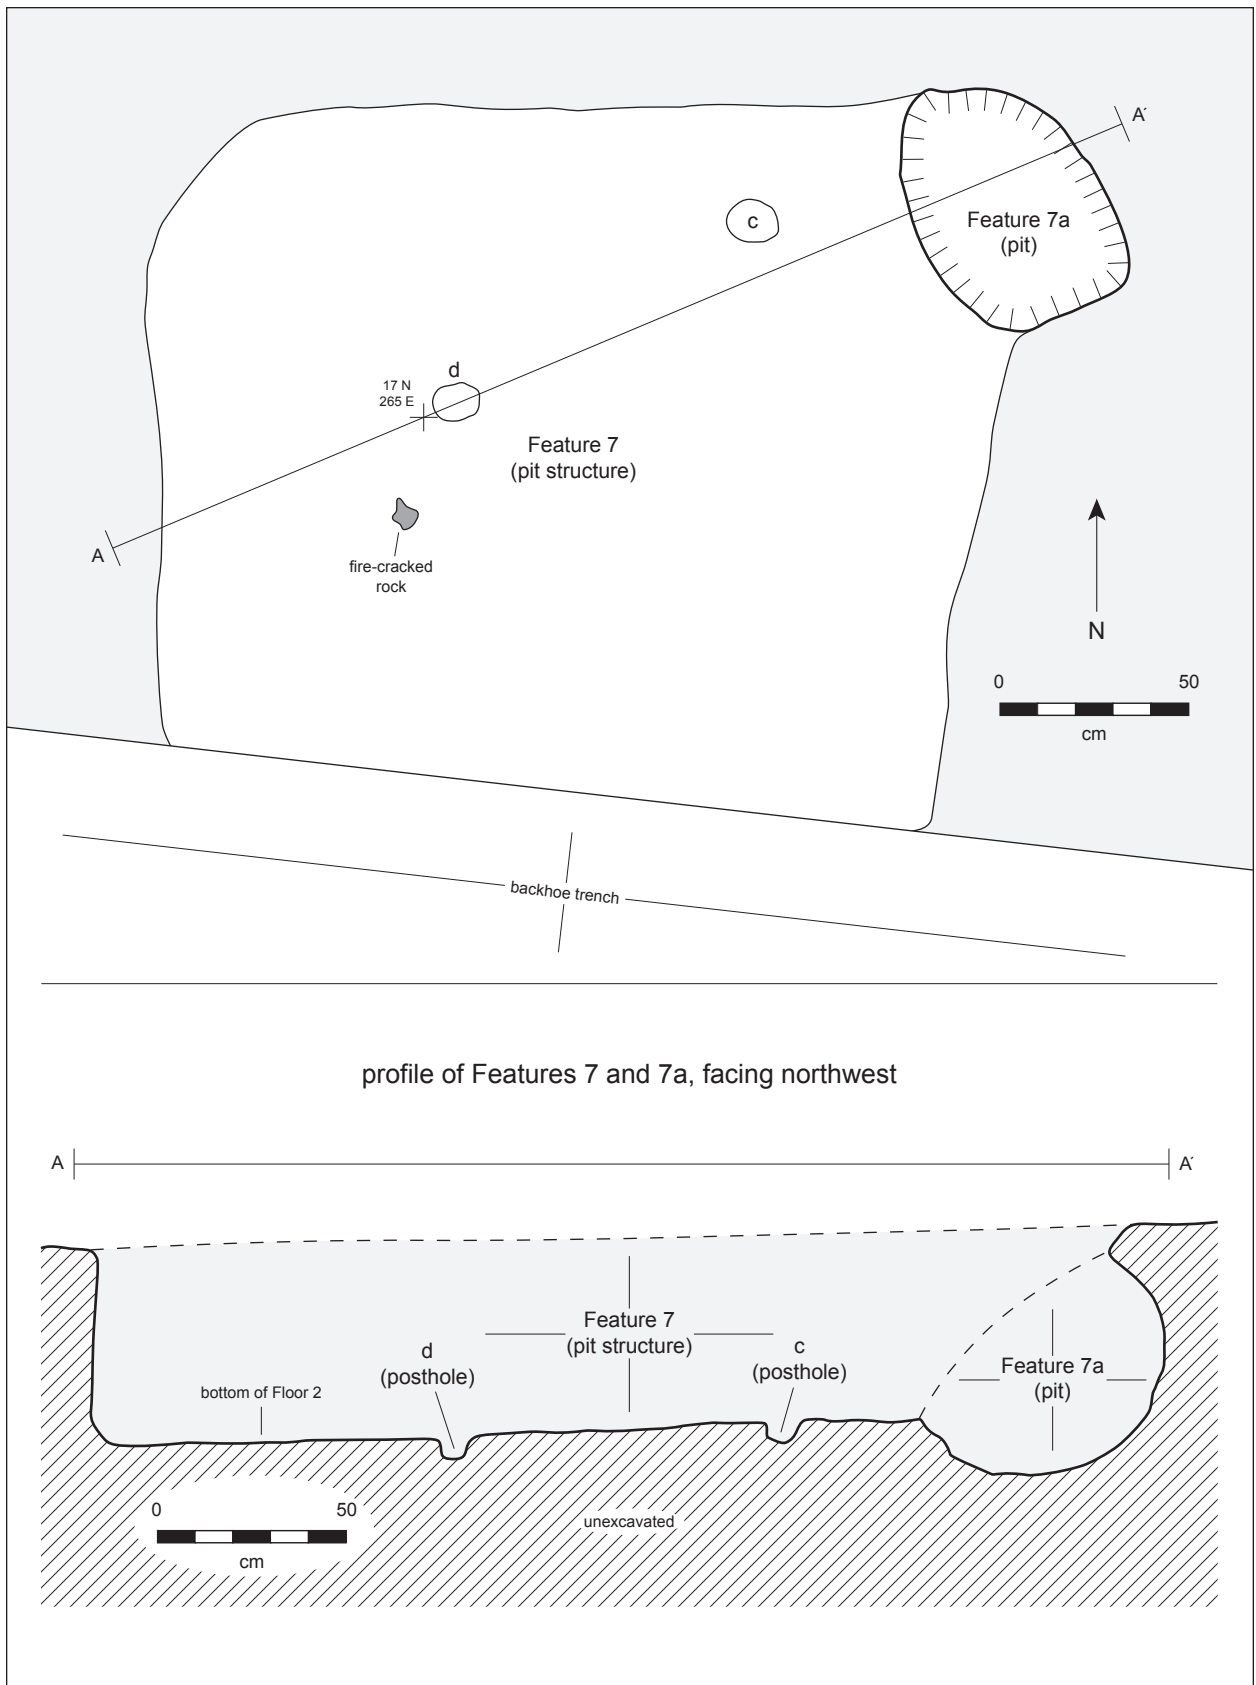 A´
c
Feature 7a
(pit)
d
17 N
265 E
Feature 7
(pit structure)
A
fire-cracked
rock
N
0 50
cm
backhoe trench
profile of Features 7 and 7a, facing northwest
A A´
Feature 7
(pit structure)
d
(posthole)
c
(posthole)
Feature 7a
(pit)
bottom of Floor 2
0 50
cm
unexcavated